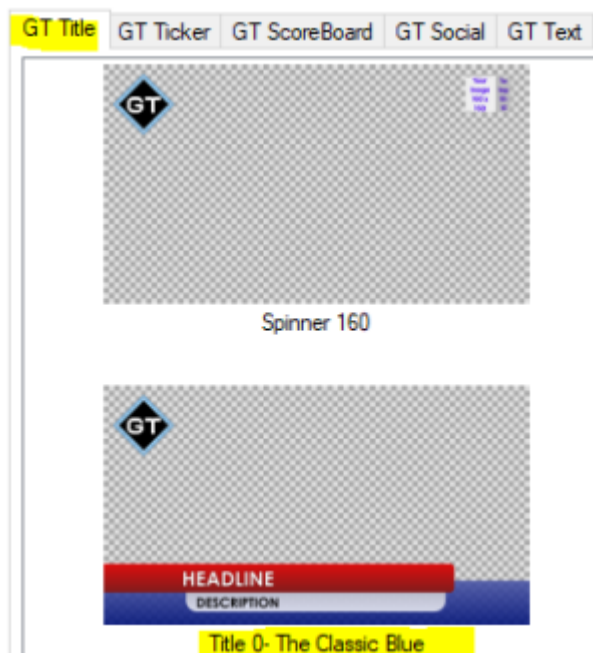 GT Title GT Ticker GT ScoreBoard GT Social GT Text
GT
Spinner 160
GT
HEADLINE
DESCRIPTION
Title 0- The Classic Blue